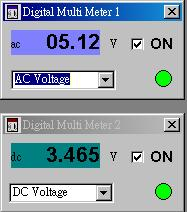 Digital Multi Meter 1
ac 05.12 V ON
AC Voltage
Digital Multi Meter 2
dc 3.465 V ON
DC Voltage